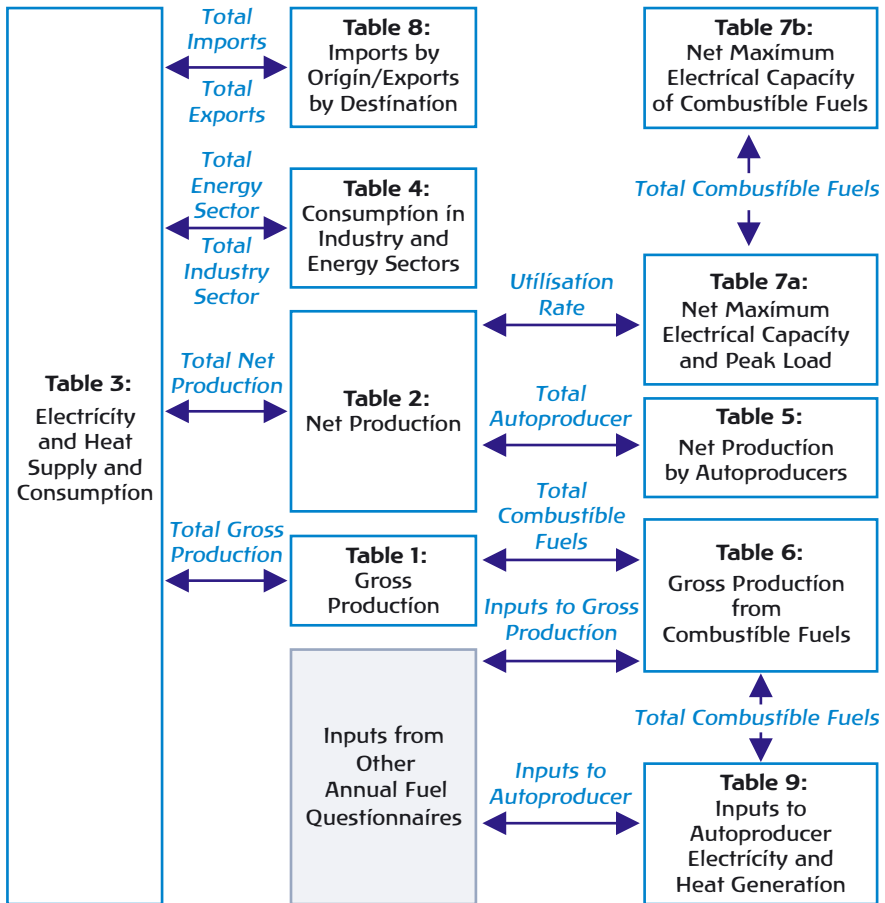 Table 3:
Electricity
and Heat
Supply and
Consumption
Total
Imports
Total
Exports
Table 8:
Imports by
Origin/Exports
by Destination
Total
Energy
Sector
Total
Industry
Sector
Table 4:
Consumption in
Industry and
Energy Sectors
Total Net
Production
Table 2:
Net Production
Total Gross
Production
Table 1:
Gross
Production
Inputs from
Other
Annual Fuel
Questionnaires
Utilisation
Rate
Total
Autoproducer
Total
Combustible
Fuels
Inputs to Gross
Production
Inputs to
Autoproducer
Table 7b:
Net Maximum
Electrical Capacity
of Combustible Fuels
Total Combustible Fuels
Table 7a:
Net Maximum
Electrical Capacity
and Peak Load
Table 5:
Net Production
by Autoproducers
Table 6:
Gross Production
from
Combustible Fuels
Total Combustible Fuels
Table 9:
Inputs to
Autoproducer
Electricity and
Heat Generation